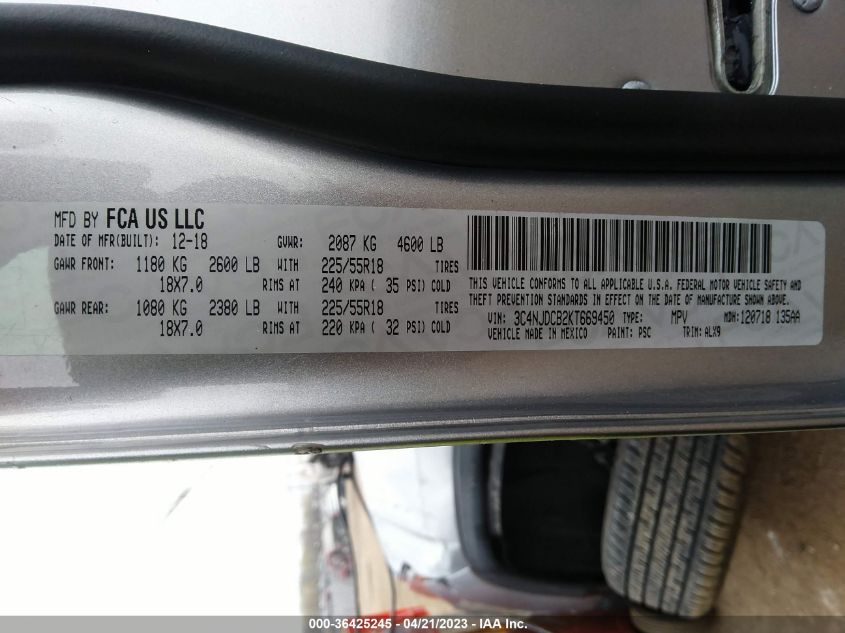 MFD BY FCA US LLC
DATE OF MFR(BUILT): 12-18 GVWR: 2087 KG 4600 LB
GAWR FRONT: 1180 KG 2600 LB WITH 225/55R18 TIRES
18X7.0 RIMS AT 240 KPA ( 35 PSI) COLD
GAWR REAR: 1080 KG 2380 LB WITH 225/55R18 TIRES
18X7.0 RIMS AT 220 KPA ( 32 PSI) COLD
THIS VEHICLE CONFORMS TO ALL APPLICABLE U.S.A. FEDERAL MOTOR VEHICLE SAFETY AND
THEFT PREVENTION STANDARDS IN EFFECT ON THE DATE OF MANUFACTURE SHOWN ABOVE.
VIN: 3C4NJDCB2KT669450 TYPE: MPV MDH: 120718 135AA
VEHICLE MADE IN MEXICO PAINT: PSC TRIM: ALX9
000-36425245 - 04/21/2023 - IAA Inc.